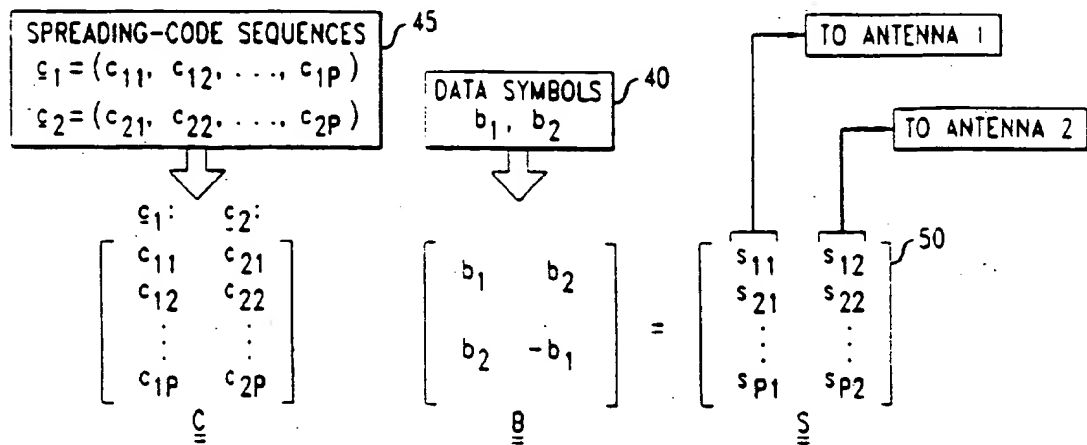 SPREADING-CODE SEQUENCES
c1=(c11, c12, ..., c1P)
c2=(c21, c22, ..., c2P)
45
DATA SYMBOLS
b1, b2
40
TO ANTENNA 1
TO ANTENNA 2
c1: c2:
c11 c21
c12 c22
⋮ ⋮
c1P c2P
C
b1 b2
b2 -b1
B
=
s11 s12
s21 s22
⋮ ⋮
sP1 sP2
S
50